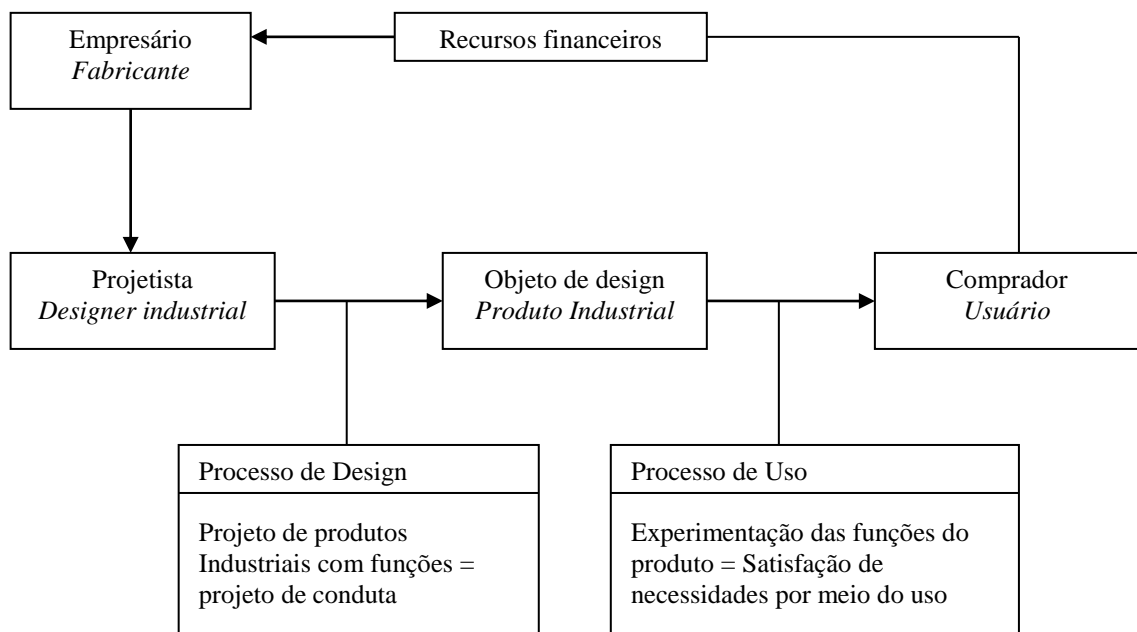 Empresário
Fabricante
Recursos financeiros
Projetista
Designer industrial
Objeto de design
Produto Industrial
Comprador
Usuário
Processo de Design
Projeto de produtos
Industriais com funções =
projeto de conduta
Processo de Uso
Experimentação das funções do
produto = Satisfação de
necessidades por meio do uso